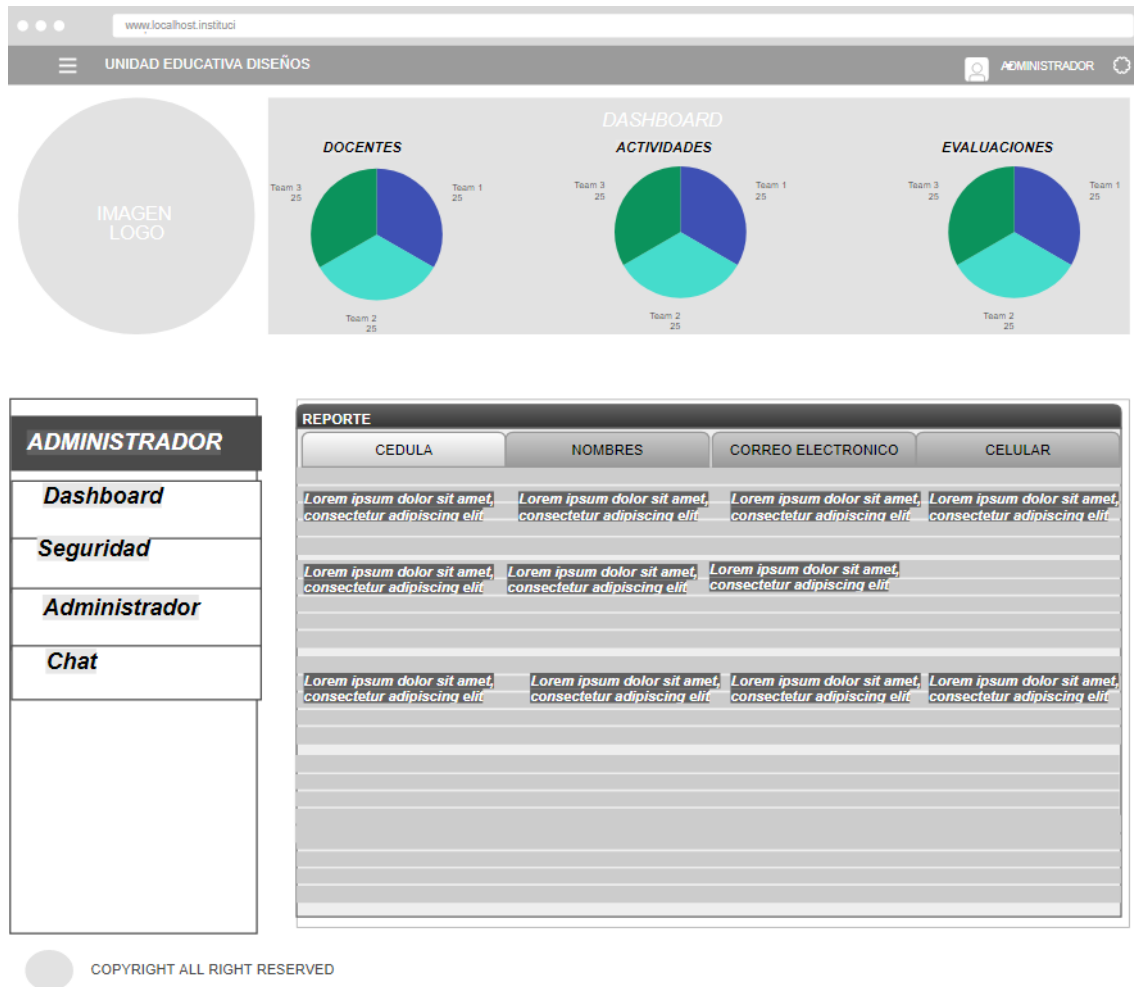 www.localhost.instituci
UNIDAD EDUCATIVA DISEÑOS
ADMINISTRADOR
IMAGEN
LOGO
DASHBOARD
DOCENTES
Team 3
25
Team 1
25
Team 2
25
ACTIVIDADES
Team 3
25
Team 1
25
Team 2
25
EVALUACIONES
Team 3
25
Team 1
25
Team 2
25
ADMINISTRADOR
Dashboard
Seguridad
Administrador
Chat
REPORTE
CEDULA NOMBRES CORREO ELECTRONICO CELULAR
Lorem ipsum dolor sit amet,
consectetur adipiscing elit
Lorem ipsum dolor sit amet,
consectetur adipiscing elit
Lorem ipsum dolor sit amet,
consectetur adipiscing elit
Lorem ipsum dolor sit amet,
consectetur adipiscing elit
Lorem ipsum dolor sit amet,
consectetur adipiscing elit
Lorem ipsum dolor sit amet,
consectetur adipiscing elit
Lorem ipsum dolor sit amet,
consectetur adipiscing elit
Lorem ipsum dolor sit amet,
consectetur adipiscing elit
Lorem ipsum dolor sit amet,
consectetur adipiscing elit
Lorem ipsum dolor sit amet,
consectetur adipiscing elit
Lorem ipsum dolor sit amet,
consectetur adipiscing elit
COPYRIGHT ALL RIGHT RESERVED